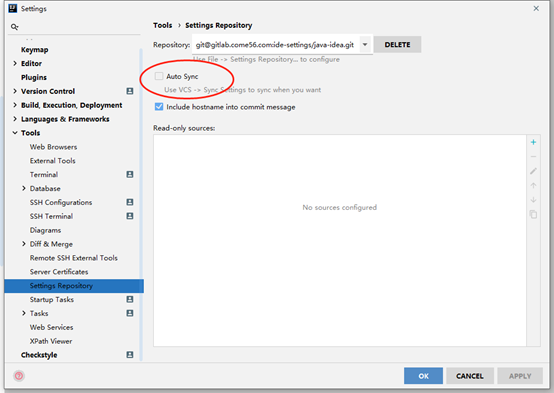 Settings
Tools › Settings Repository
Repository: git@gitlab.come56.com:ide-settings/java-idea.git DELETE
Use File -> Settings Repository... to configure
Auto Sync
Use VCS -> Sync Settings to sync when you want
Include hostname into commit message
Read-only sources:
No sources configured
Keymap
Editor
Plugins
Version Control
Build, Execution, Deployment
Languages & Frameworks
Tools
Web Browsers
External Tools
Terminal
Database
SSH Configurations
SSH Terminal
Diagrams
Diff & Merge
Remote SSH External Tools
Server Certificates
Settings Repository
Startup Tasks
Tasks
Web Services
XPath Viewer
Checkstyle
OK CANCEL APPLY